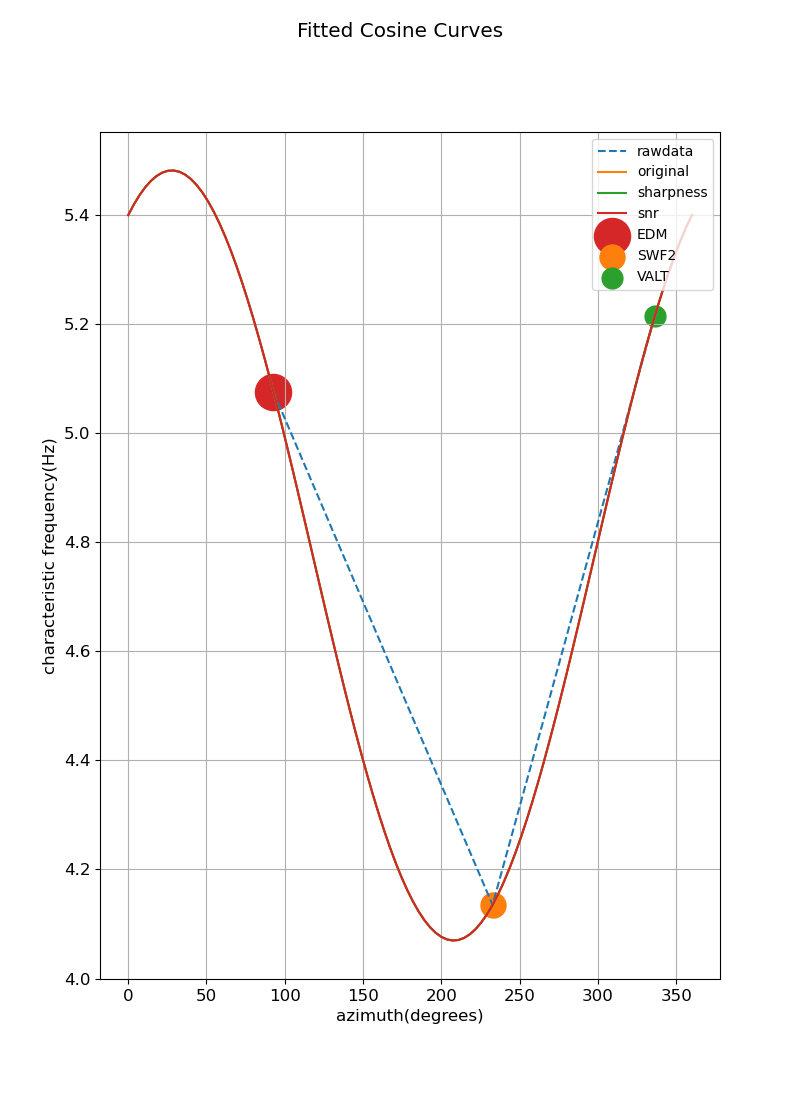 Fitted Cosine Curves
rawdata
original
sharpness
snr
EDM
SWF2
VALT
5.4
5.2
5.0
4.8
4.6
4.4
4.2
4.0
characteristic frequency(Hz)
0 50 100 150 200 250 300 350
azimuth(degrees)